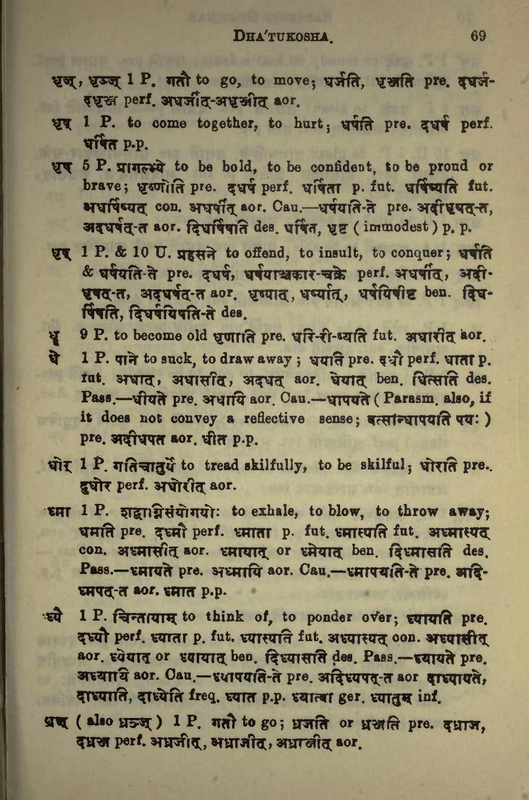 DHA'TUKOSHA. 69
धृज्, धृञ्ज् 1 P. गतौ to go, to move; धर्जति, धृञ्जति pre. दधर्ज-
दधृञ्ज perf. अधर्जीत्-अधृञ्जीत् aor.
धृष् 1 P. to come together, to hurt; धर्षति pre. दधर्ष perf.
धर्षित p.p.
धृष् 5 P. प्रागल्भ्ये to be bold, to be confident, to be proud or
brave; धृष्णोति pre. दधर्ष perf. धर्षिता p. fut. धर्षिष्यति fut.
अधर्षिष्यत् con. अधर्षीत् aor. Cau.—धर्षयति-ते pre. अदीधृषत्-त,
अदधर्षत्-त aor. दिधर्षिषति des. धर्षित, धृष्ट (immodest) p. p.
धृष् 1 P. & 10 U. प्रहसने to offend, to insult, to conquer; धर्षति
& धर्षयति-ते pre. दधर्ष, धर्षयाञ्चकार-चक्रे perf. अधर्षीत्, अदी-
धृषत्-त, अदधर्षत्-त aor. धृष्यात्, धर्ष्यात्, धर्षयिषीष्ट ben. दिध-
र्षिषति, दिधर्षयिषति-ते des.
धॄ 9 P. to become old धृणाति pre. धरि-री-ष्यति fut. अधारीत् aor.
धे 1 P. पाने to suck, to draw away; धयति pre. दधौ perf. धाता p.
fut. अधात्, अधासीत्, अदधत् aor. धेयात् ben. धित्सति des.
Pass.—धीयते pre. अधायि aor. Cau.—धापयते (Parasm. also, if
it does not convey a reflective sense; वत्सान्धापयति पयः)
pre. अदीधपत aor. धीत p.p.
धोर् 1 P. गतिचातुर्ये to tread skilfully, to be skilful; धोरति pre..
दुधोर perf. अधोरीत् aor.
ध्मा 1 P. शब्दाग्निसंयोगयोः to exhale, to blow, to throw away;
धमति pre. दध्मौ perf. ध्माता p. fut. ध्मास्यति fut. अध्मास्यत्
con. अध्मासीत् aor. ध्मायात् or ध्मेयात् ben. दिध्मासति des.
Pass.—ध्मायते pre. अध्मायि aor. Cau.—ध्मापयति-ते pre. अदि-
ध्मपत्-त aor. ध्मात p.p.
ध्यै 1 P. चिन्तायाम् to think of, to ponder over; ध्यायति pre.
दध्यौ perf. ध्याता p. fut. ध्यास्यति fut. अध्यास्यत् con. अध्यासीत्
aor. ध्येयात् or ध्यायात् ben. दिध्यासति des. Pass.—ध्यायते pre.
अध्यायि aor. Cau.—ध्यापयति-ते pre. अदिध्यपत्-त aor दाध्यायते,
दाध्याति, दाध्येति freq. ध्यात p.p. ध्यात्वा ger. ध्यातुम् inf.
ध्रज् (also ध्रञ्ज्) 1 P. गतौ to go; ध्रजति or ध्रञ्जति pre. दध्राज,
दध्रञ्ज perf. अध्रजीत्, अध्राजीत्, अध्रञ्जीत् aor.